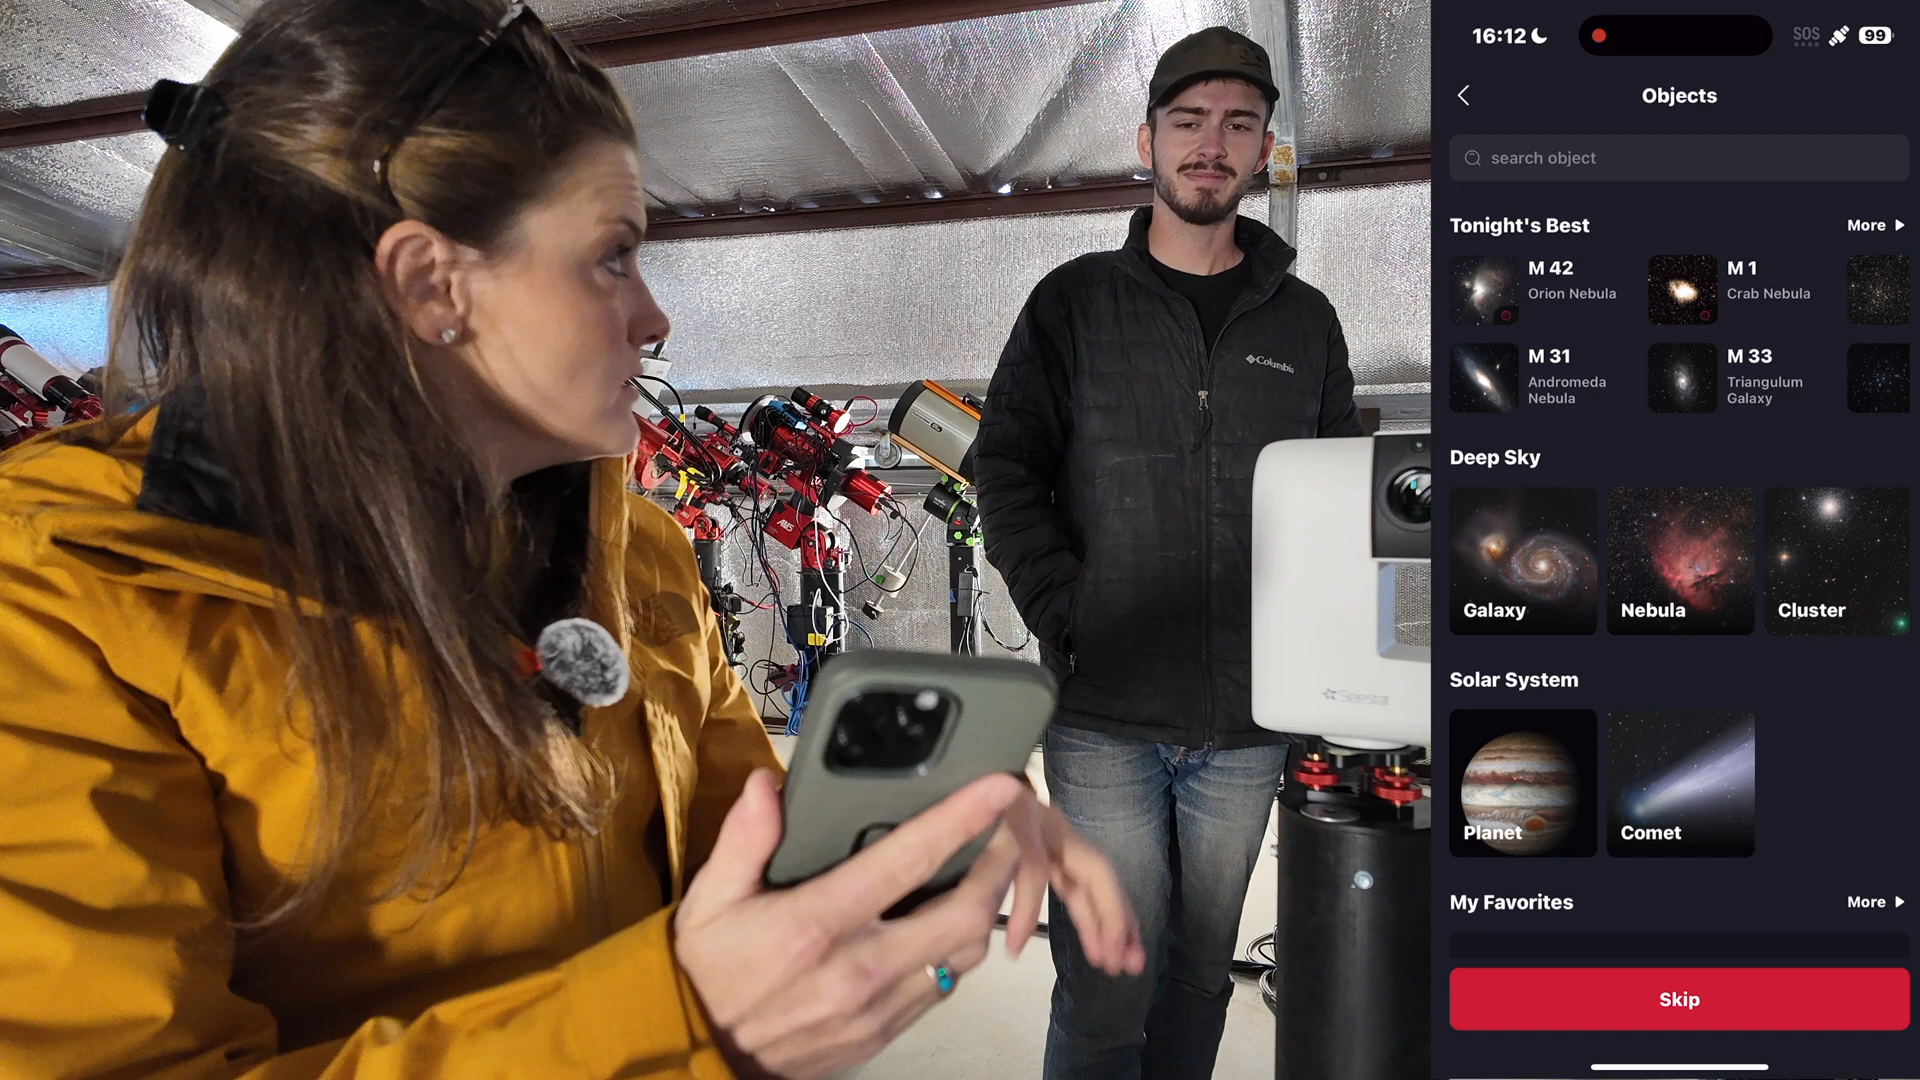 16:12
SOS
99
Objects
search object
Tonight's Best
More
M 42
Orion Nebula
M 1
Crab Nebula
M 31
Andromeda
Nebula
M 33
Triangulum
Galaxy
Deep Sky
Galaxy
Nebula
Cluster
Solar System
Planet
Comet
My Favorites
More
Skip
Columbia
Seestar